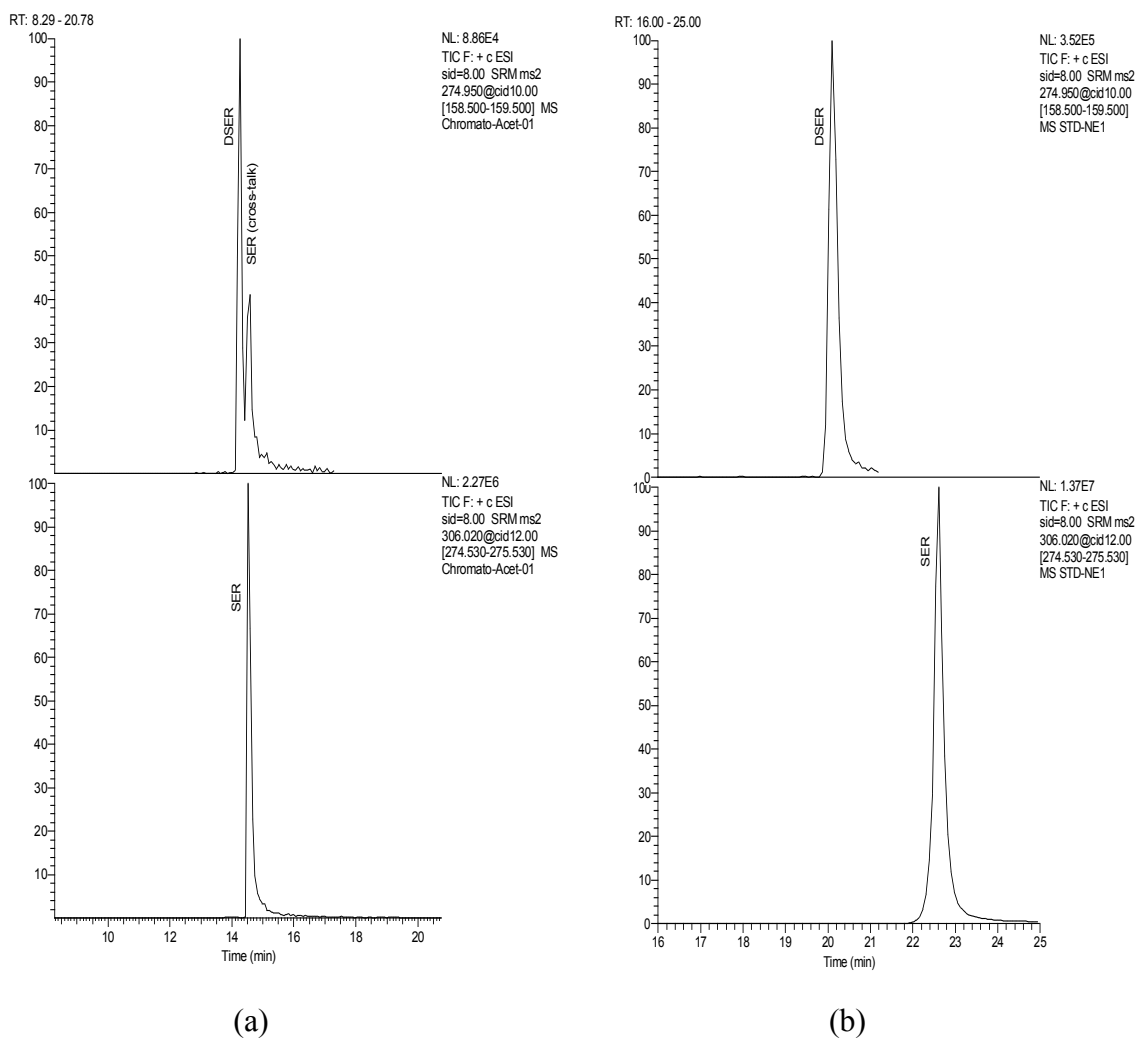 RT: 8.29 - 20.78
NL: 8.86E4
TIC F: + c ESI
sid=8.00 SRM ms2
274.950@cid10.00
[158.500-159.500] MS
Chromato-Acet-01
100
90
80
70
60
50
40
30
20
10
DSER
SER (cross-talk)
NL: 2.27E6
TIC F: + c ESI
sid=8.00 SRM ms2
306.020@cid12.00
[274.530-275.530] MS
Chromato-Acet-01
100
90
80
70
60
50
40
30
20
10
SER
10 12 14 16 18 20
Time (min)
(a)
RT: 16.00 - 25.00
NL: 3.52E5
TIC F: + c ESI
sid=8.00 SRM ms2
274.950@cid10.00
[158.500-159.500]
MS STD-NE1
100
90
80
70
60
50
40
30
20
10
0
DSER
NL: 1.37E7
TIC F: + c ESI
sid=8.00 SRM ms2
306.020@cid12.00
[274.530-275.530]
MS STD-NE1
100
90
80
70
60
50
40
30
20
10
0
SER
16 17 18 19 20 21 22 23 24 25
Time (min)
(b)